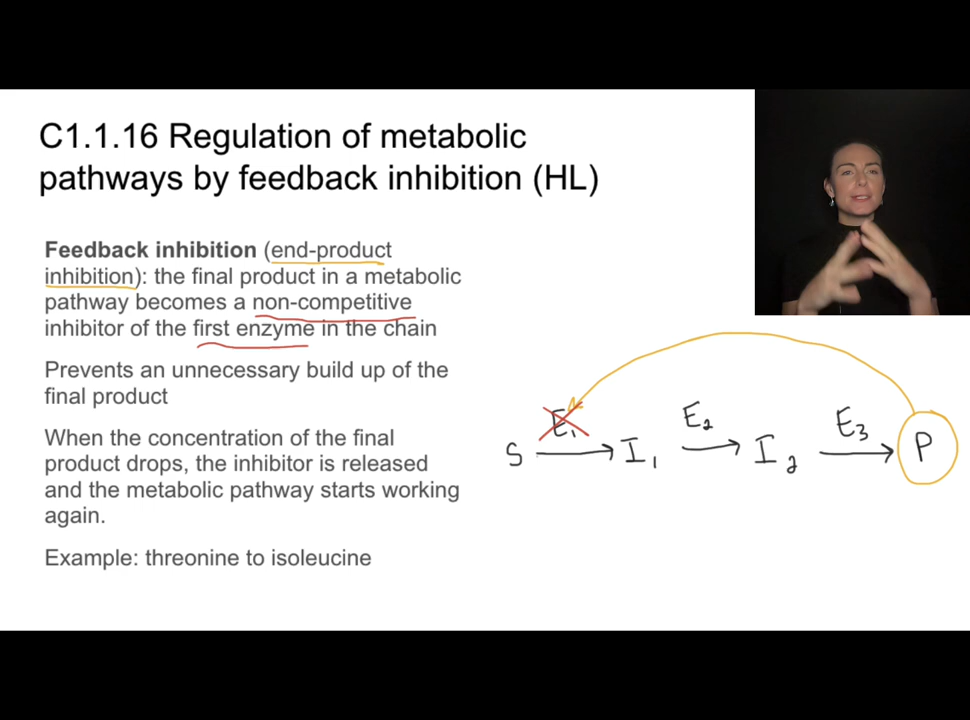 C1.1.16 Regulation of metabolic
pathways by feedback inhibition (HL)
Feedback inhibition (end-product
inhibition): the final product in a metabolic
pathway becomes a non-competitive
inhibitor of the first enzyme in the chain
Prevents an unnecessary build up of the
final product
When the concentration of the final
product drops, the inhibitor is released
and the metabolic pathway starts working
again.
Example: threonine to isoleucine
E₁ E₂ E₃
S → I₁ → I₂ → P